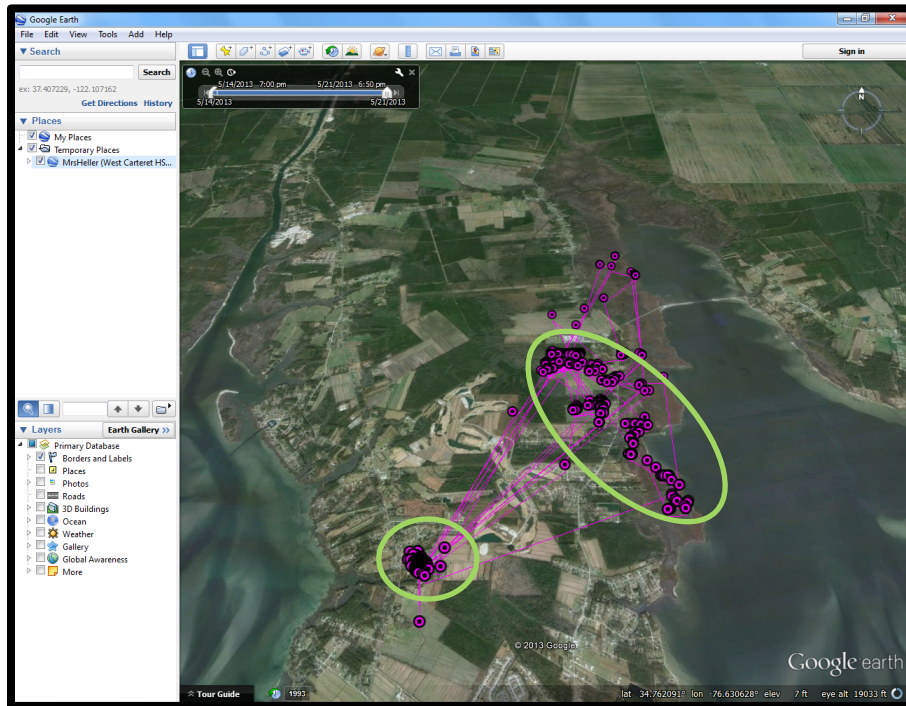 Google Earth
File Edit View Tools Add Help
▼ Search
Search
ex: 37.407229, -122.107162
Get Directions History
▼ Places
My Places
Temporary Places
MrsHeller (West Carteret HS...
▼ Layers
Earth Gallery >>
Primary Database
Borders and Labels
Places
Photos
Roads
3D Buildings
Ocean
Weather
Gallery
Global Awareness
More
Sign in
5/14/2013 7:00 pm 5/21/2013 6:50 pm
5/14/2013 5/21/2013
N
© 2013 Google
Google earth
Tour Guide 1993
lat 34.762091° lon -76.630628° elev 7 ft eye alt 19033 ft